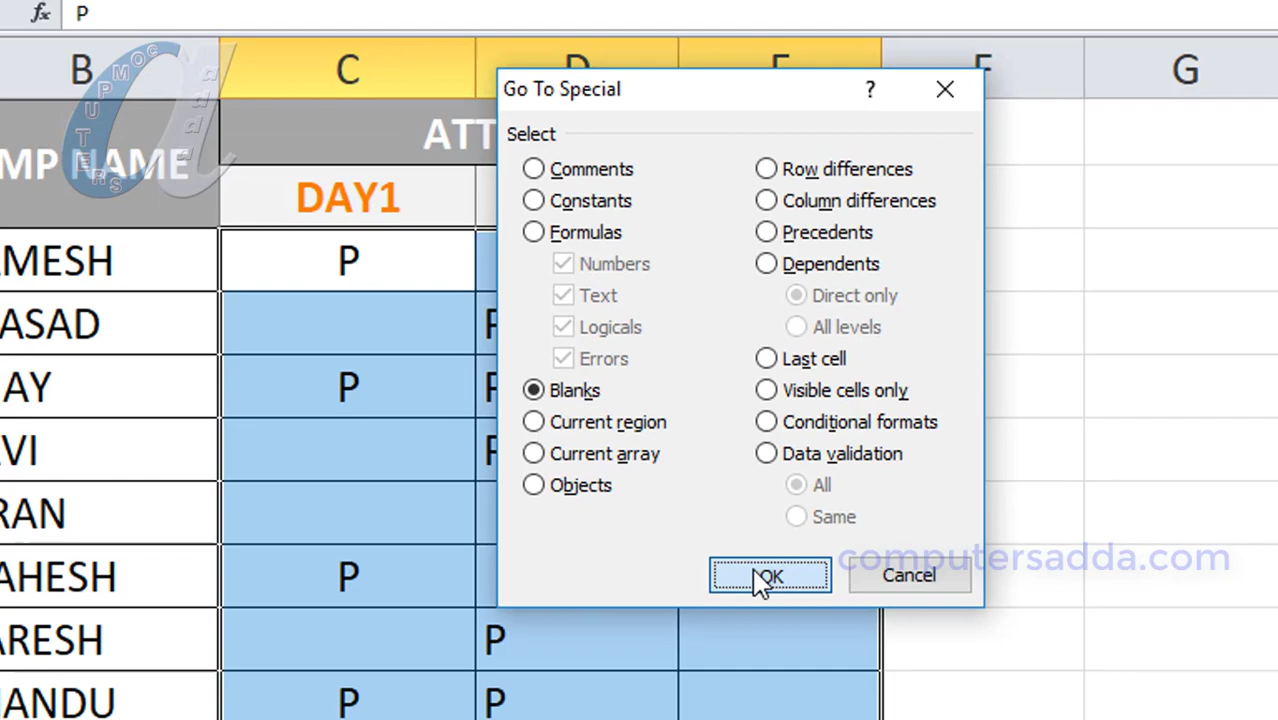 fx P
B C D E F G
MP NAME ATT
DAY1
MESH P
ASAD P
AY P P
VI P
RAN
AHESH P
ARESH P
ANDU P P
Go To Special ?
Select
Comments
Constants
Formulas
Numbers
Text
Logicals
Errors
Blanks
Current region
Current array
Objects
Row differences
Column differences
Precedents
Dependents
Direct only
All levels
Last cell
Visible cells only
Conditional formats
Data validation
All
Same
OK Cancel
computersadda.com
COMPUTERS
adda